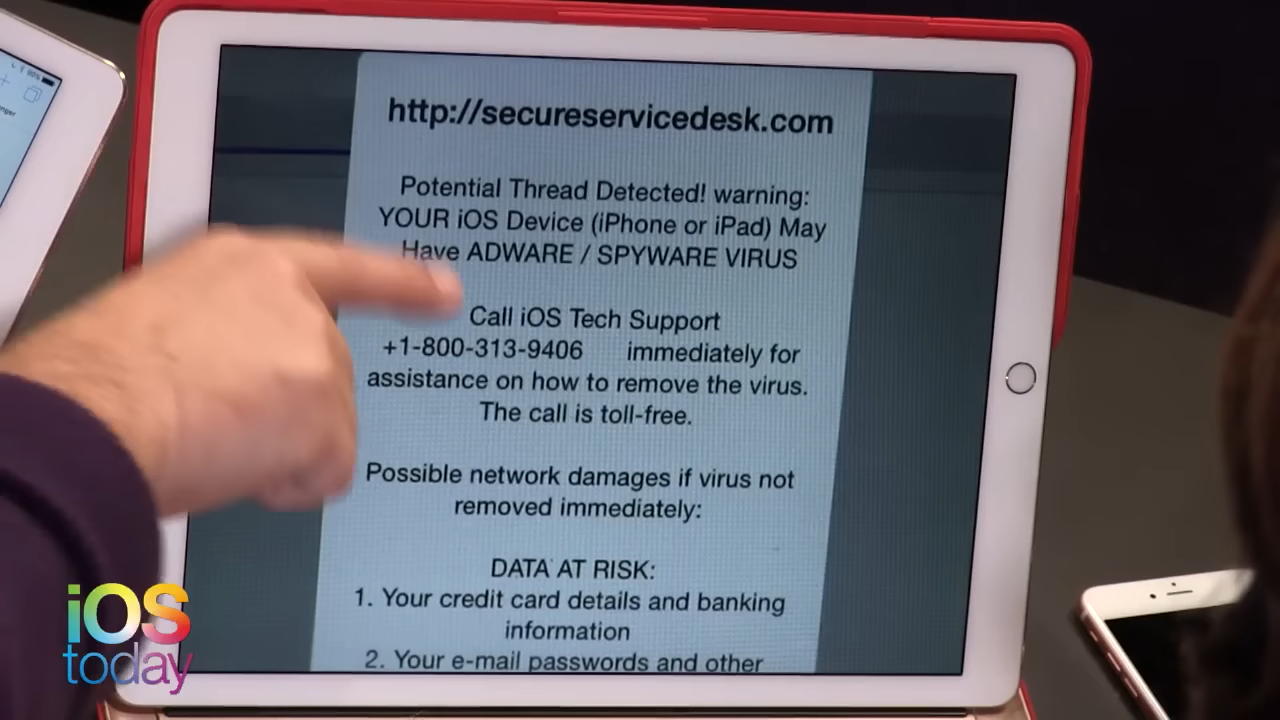 http://secureservicedesk.com
Potential Thread Detected! warning:
YOUR iOS Device (iPhone or iPad) May
Have ADWARE / SPYWARE VIRUS
Call iOS Tech Support
+1-800-313-9406 immediately for
assistance on how to remove the virus.
The call is toll-free.
Possible network damages if virus not
removed immediately:
DATA AT RISK:
1. Your credit card details and banking
information
2. Your e-mail passwords and other
iOS
today